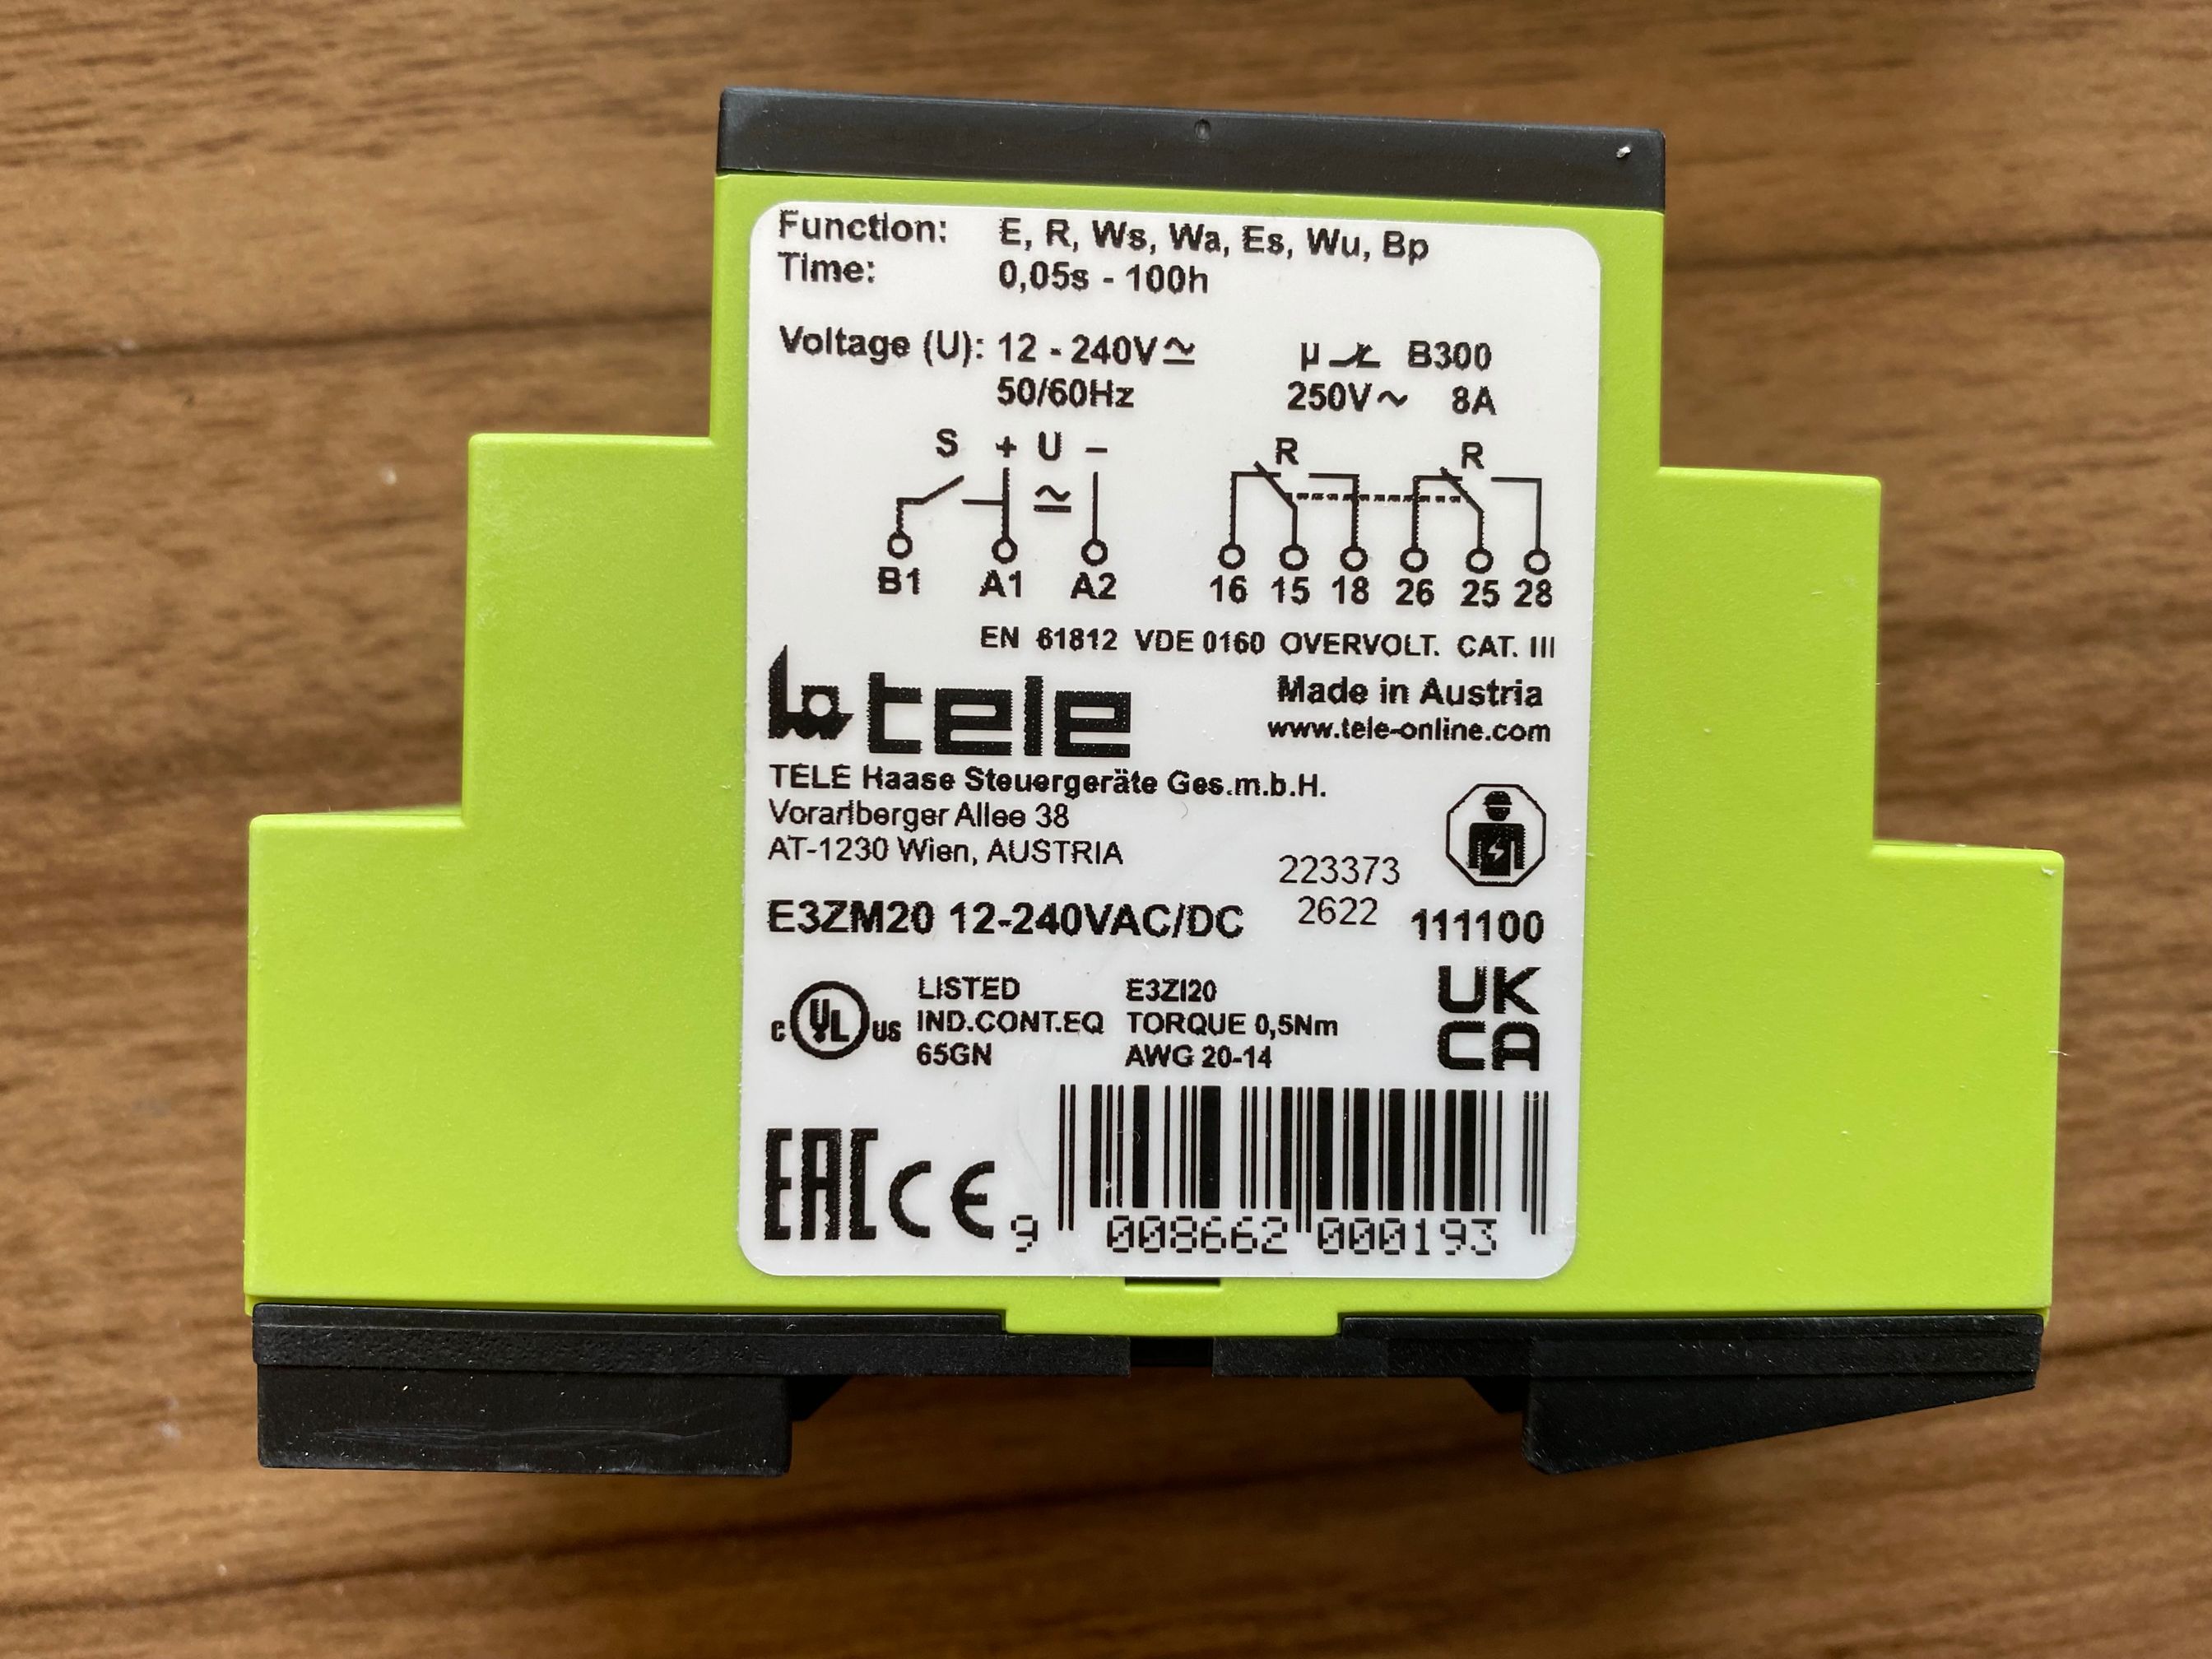 Function: E, R, Ws, Wa, Es, Wu, Bp
Time: 0,05s - 100h
Voltage (U): 12 - 240V≂
50/60Hz
µ B300
250V~ 8A
S + U −
≂
B1 A1 A2
R R
16 15 18 26 25 28
EN 61812 VDE 0160 OVERVOLT. CAT. III
tele
Made in Austria
www.tele-online.com
TELE Haase Steuergeräte Ges.m.b.H.
Vorarlberger Allee 38
AT-1230 Wien, AUSTRIA
223373
2622
E3ZM20 12-240VAC/DC
111100
C UL US
LISTED
IND.CONT.EQ
65GN
E3ZI20
TORQUE 0,5Nm
AWG 20-14
UK
CA
EAC CE
9 008662 000193